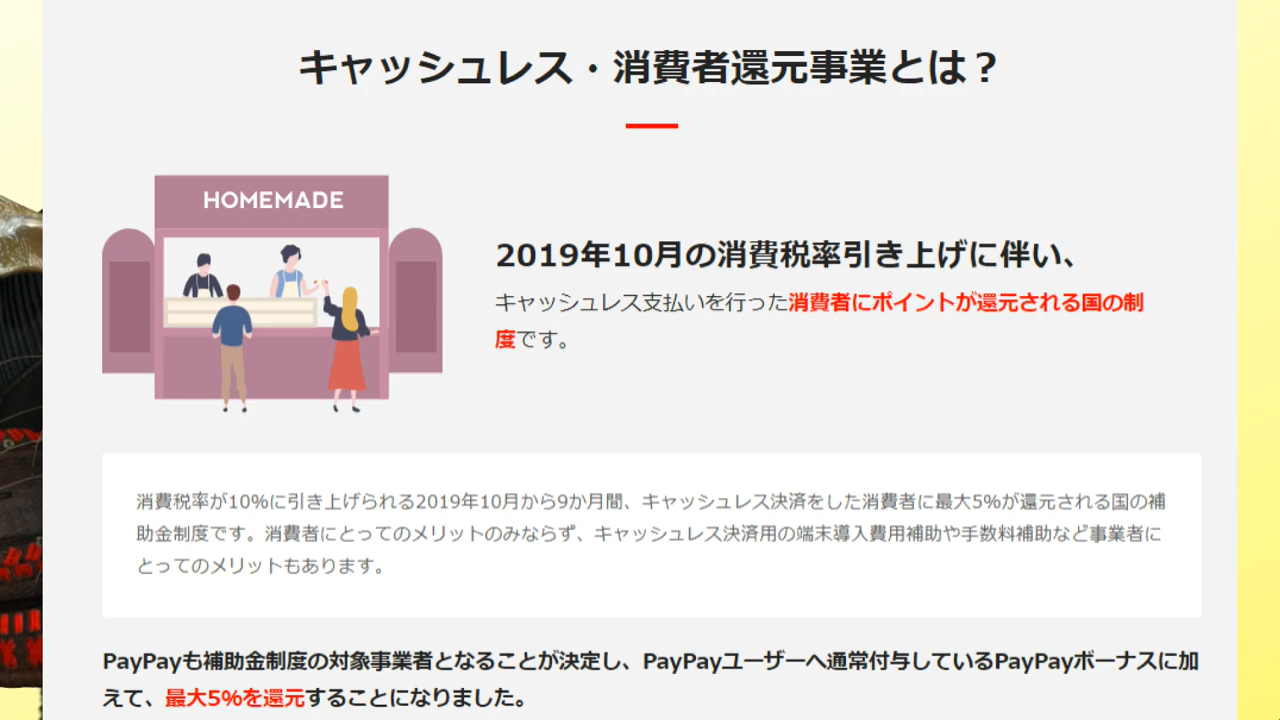 キャッシュレス・消費者還元事業とは？
HOMEMADE
2019年10月の消費税率引き上げに伴い、
キャッシュレス支払いを行った消費者にポイントが還元される国の制
度です。
消費税率が10%に引き上げられる2019年10月から9か月間、キャッシュレス決済をした消費者に最大5%が還元される国の補
助金制度です。消費者にとってのメリットのみならず、キャッシュレス決済用の端末導入費用補助や手数料補助など事業者に
とってのメリットもあります。
PayPayも補助金制度の対象事業者となることが決定し、PayPayユーザーへ通常付与しているPayPayボーナスに加
えて、最大5%を還元することになりました。